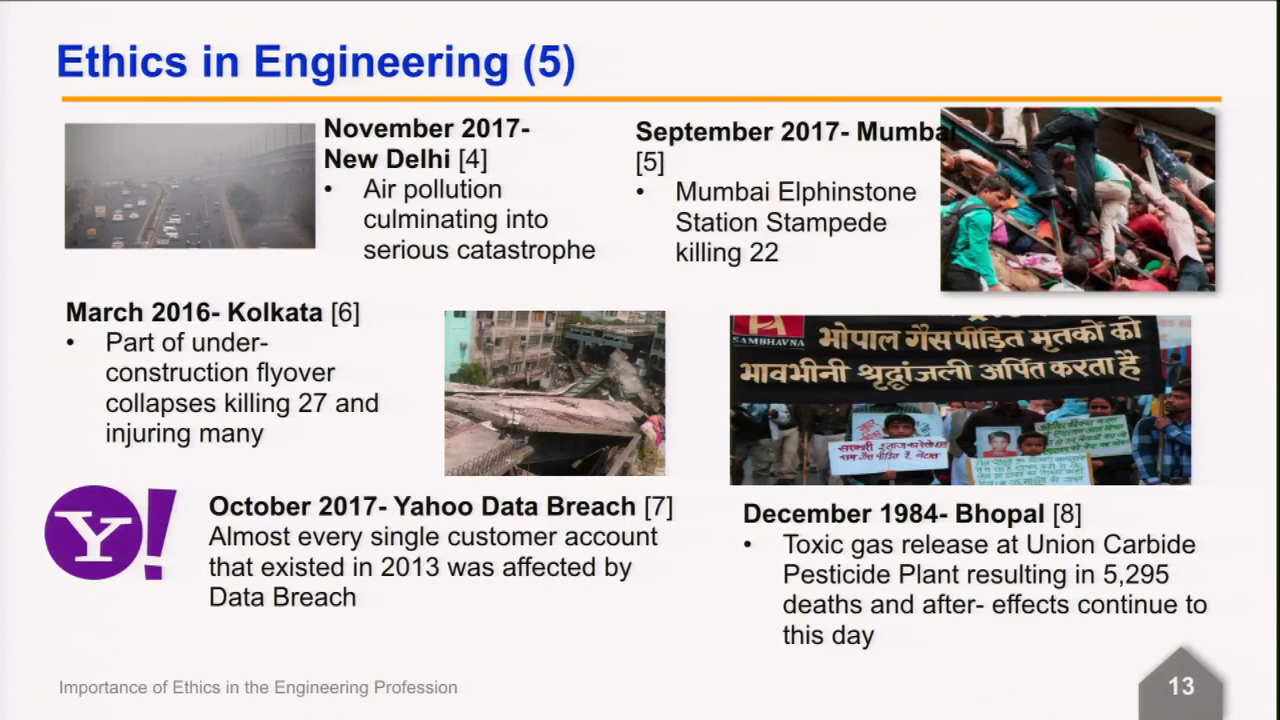 Ethics in Engineering (5)
November 2017-
New Delhi [4]
• Air pollution
culminating into
serious catastrophe
September 2017- Mumbai
[5]
• Mumbai Elphinstone
Station Stampede
killing 22
March 2016- Kolkata [6]
• Part of under-
construction flyover
collapses killing 27 and
injuring many
SAMBHAVNA
भोपाल गैस पीड़ित मृतकों को
भावभीनी श्रृद्धांजली अर्पित करता है
Y!
October 2017- Yahoo Data Breach [7]
Almost every single customer account
that existed in 2013 was affected by
Data Breach
December 1984- Bhopal [8]
• Toxic gas release at Union Carbide
Pesticide Plant resulting in 5,295
deaths and after- effects continue to
this day
Importance of Ethics in the Engineering Profession
13